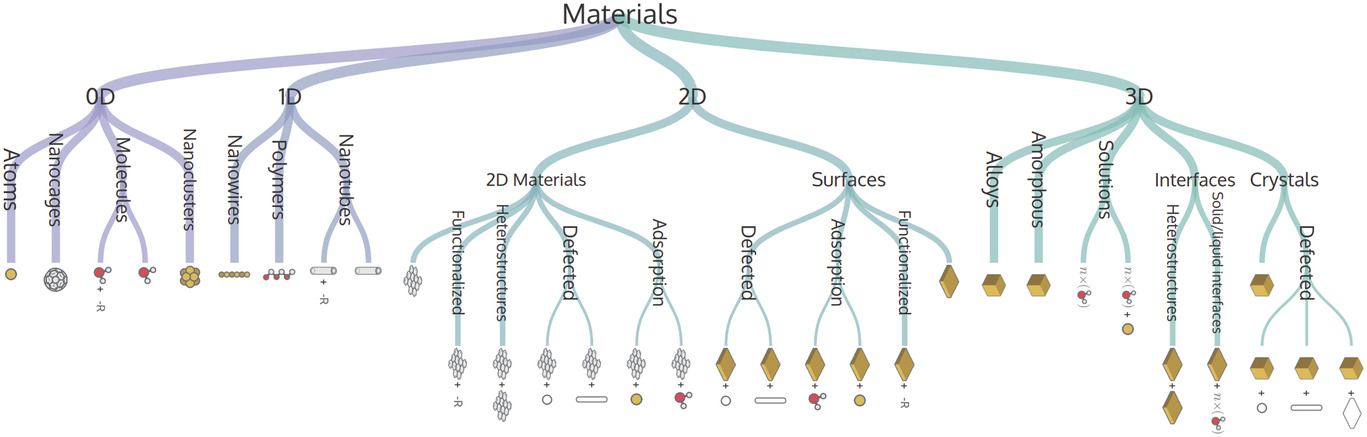 Materials
0D
1D
2D
3D
Atoms
Nanocages
Molecules
Nanoclusters
Nanowires
Polymers
Nanotubes
2D Materials
Surfaces
Alloys
Amorphous
Solutions
Interfaces
Crystals
Functionalized
Heterostructures
Defected
Adsorption
Defected
Adsorption
Functionalized
Heterostructures
Solid/liquid interfaces
Defected
+
-R
+
-R
n×( )
n×( ) +
+
-R
+
+
+
+
+
+
+
+
+
+
-R
+
+
n×( )
+
+
+